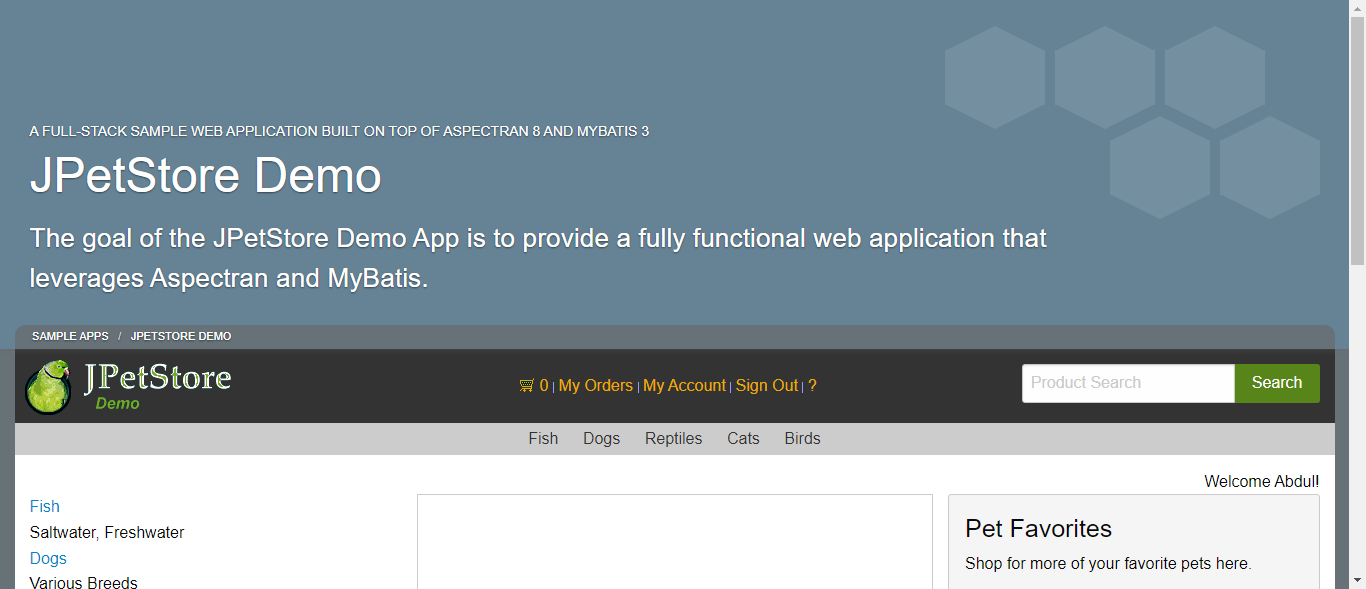 A FULL-STACK SAMPLE WEB APPLICATION BUILT ON TOP OF ASPECTRAN 8 AND MYBATIS 3
JPetStore Demo
The goal of the JPetStore Demo App is to provide a fully functional web application that
leverages Aspectran and MyBatis.
SAMPLE APPS / JPETSTORE DEMO
JPetStore
Demo
0 | My Orders | My Account | Sign Out | ?
Product Search
Search
Fish Dogs Reptiles Cats Birds
Welcome Abdul!
Fish
Saltwater, Freshwater
Dogs
Various Breeds
Pet Favorites
Shop for more of your favorite pets here.